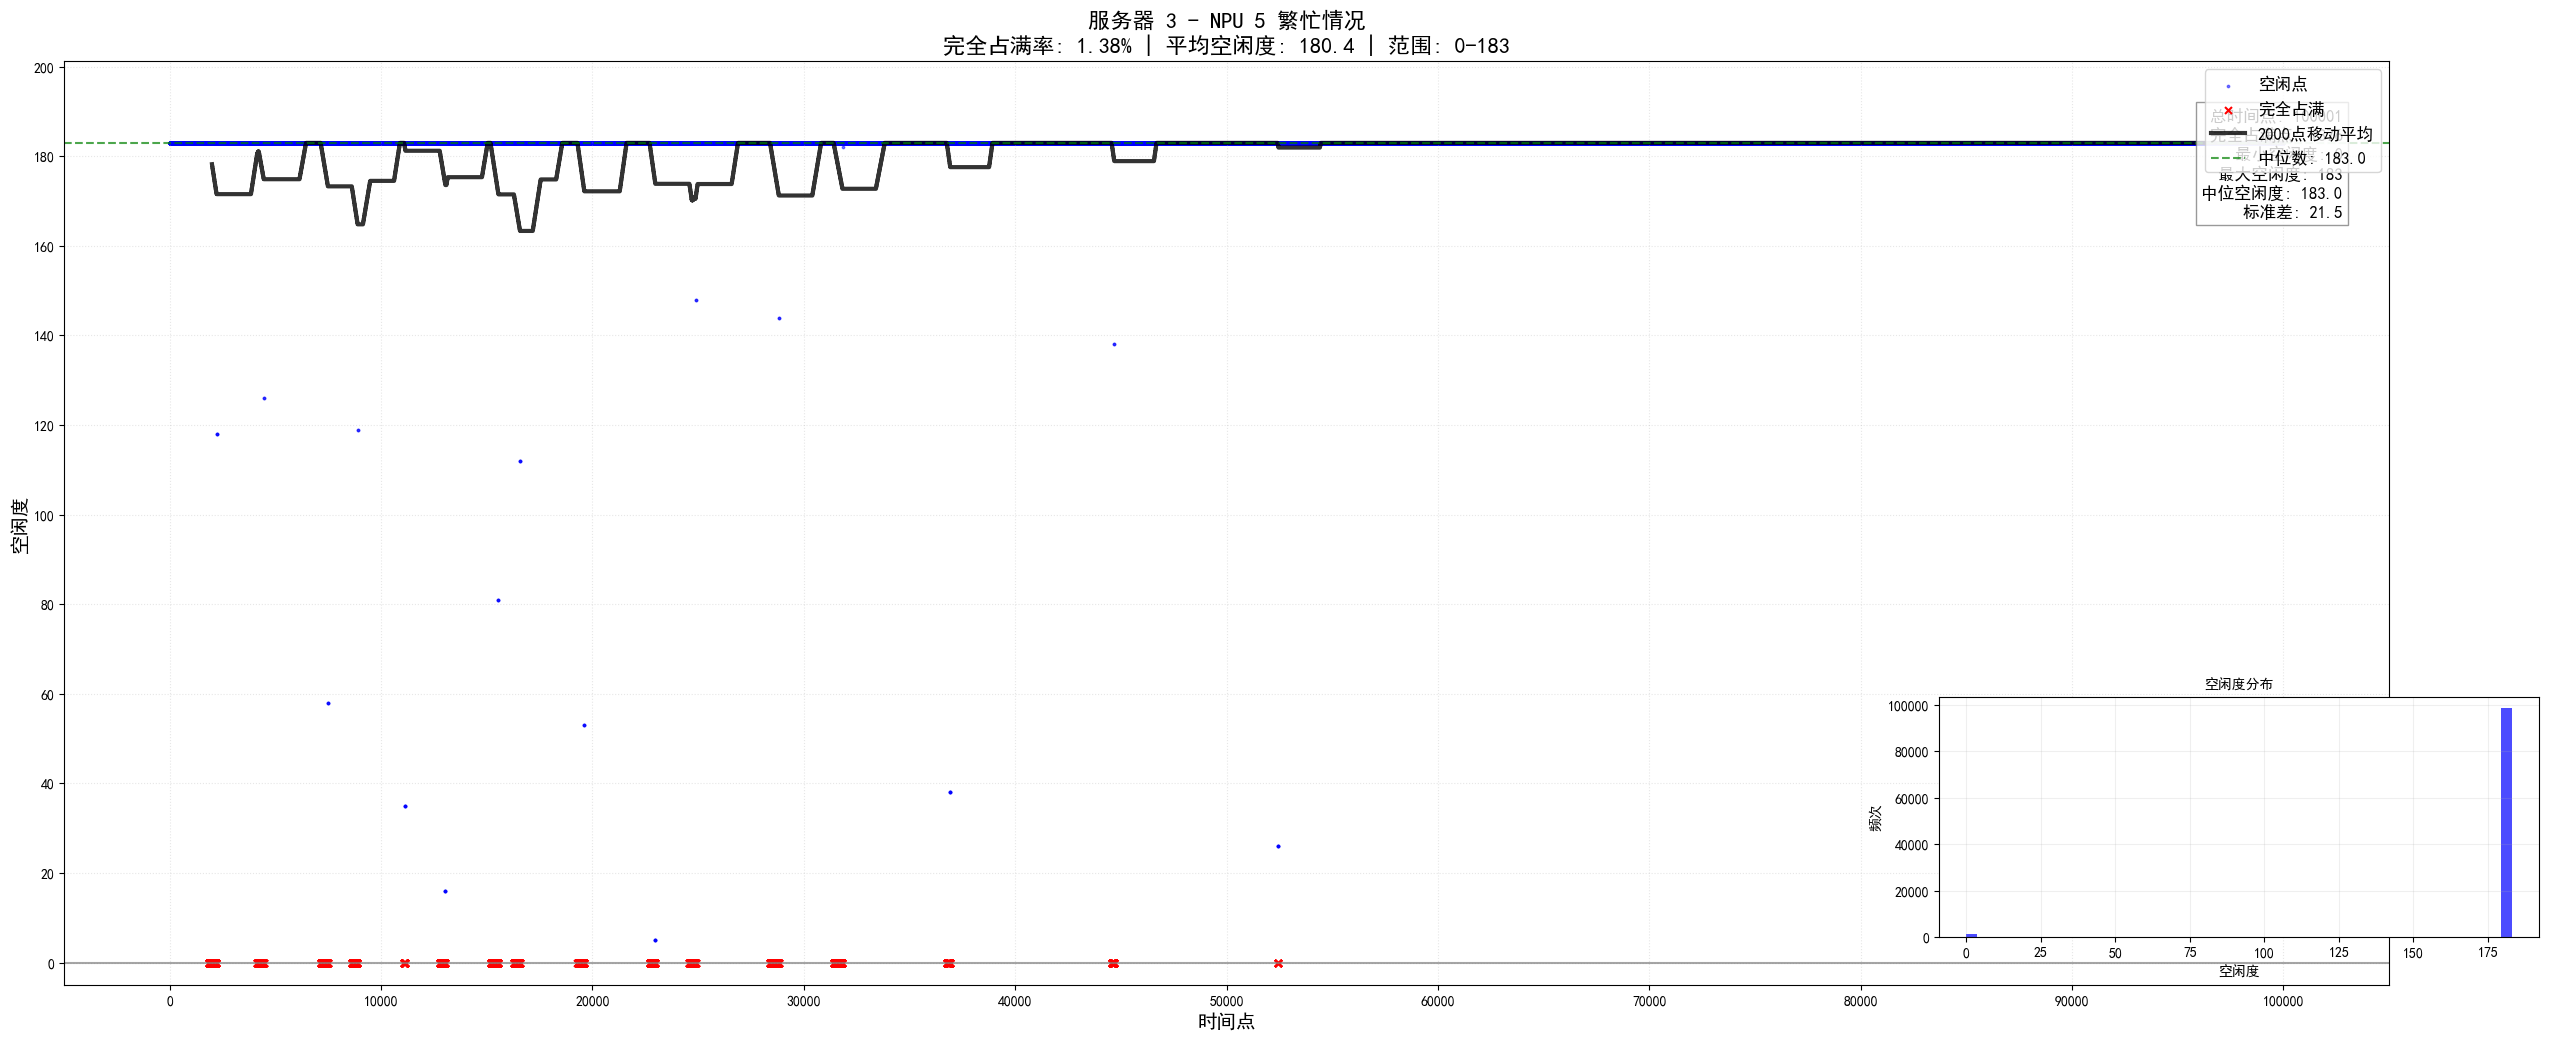 服务器 3 - NPU 5 繁忙情况
完全占满率: 1.38% | 平均空闲度: 180.4 | 范围: 0-183
空闲度
200
180
160
140
120
100
80
60
40
20
0
空闲点
完全占满
2000点移动平均
中位数: 183.0
总时间点: 100001
最大空闲度: 183
中位空闲度: 183.0
标准差: 21.5
空闲度分布
频次
100000
80000
60000
40000
20000
0
0 25 50 75 100 125 150 175
空闲度
0 10000 20000 30000 40000 50000 60000 70000 80000 90000 100000
时间点